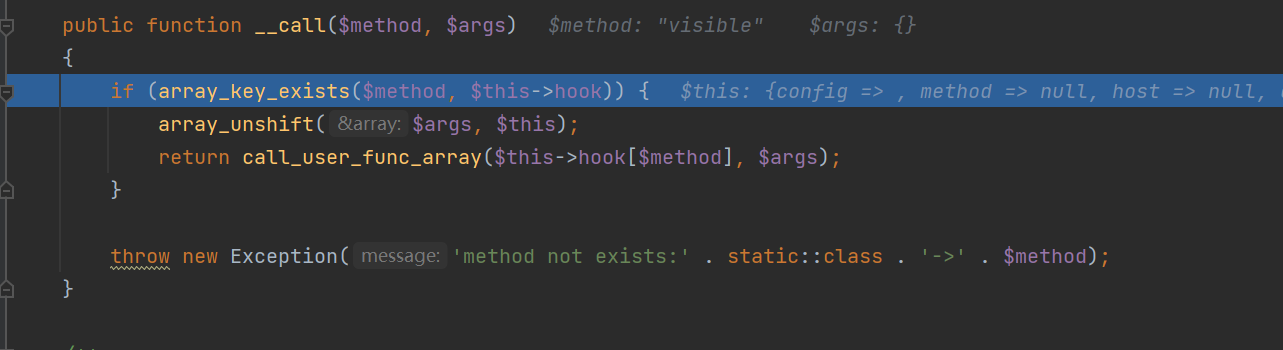 public function __call($method, $args)   $method: "visible"   $args: {}
{
    if (array_key_exists($method, $this->hook)) {   $this: {config => , method => null, host => null,
        array_unshift( &array: $args, $this);
        return call_user_func_array($this->hook[$method], $args);
    }
    throw new Exception( message: 'method not exists:' . static::class . '->' . $method);
}